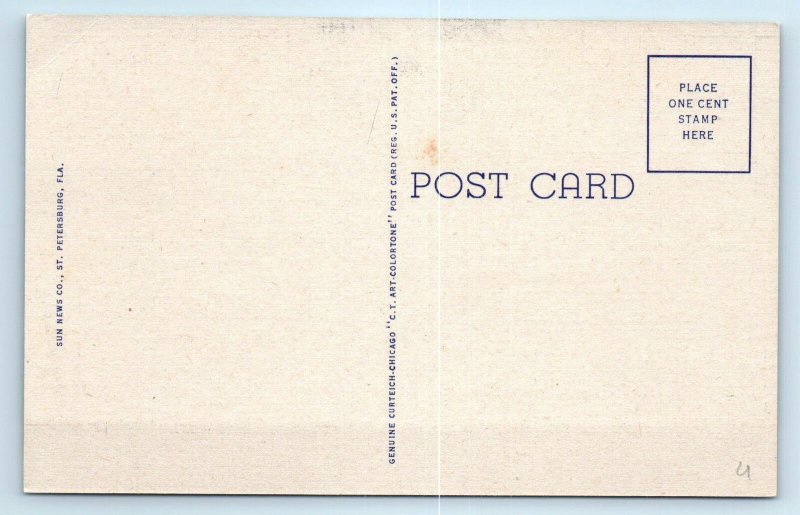 SUN NEWS CO., ST. PETERSBURG, FLA.
GENUINE CURTEICH-CHICAGO "C.T. ART-COLORTONE" POST CARD (REG. U.S. PAT. OFF.)
POST CARD
PLACE
ONE CENT
STAMP
HERE